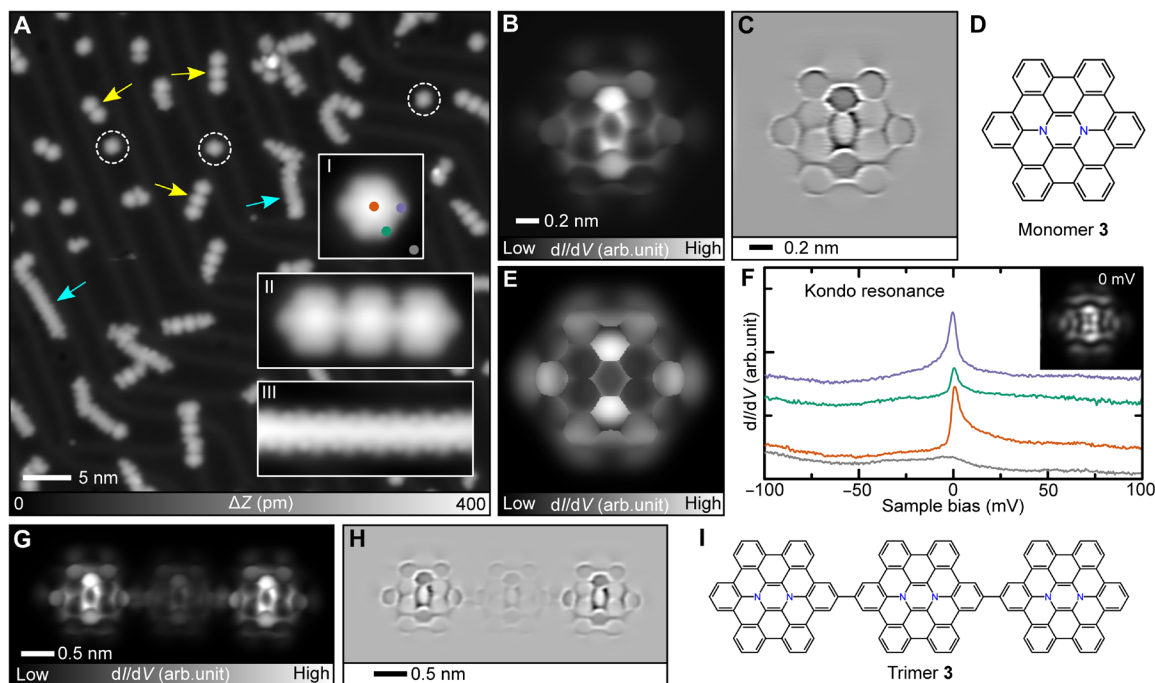 A
I
II
III
5 nm
0
ΔZ (pm)
400
B
0.2 nm
Low
dI/dV (arb.unit)
High
C
0.2 nm
D
N
N
Monomer 3
E
Low
dI/dV (arb.unit)
High
F
Kondo resonance
0 mV
dI/dV (arb.unit)
−100
−50
0
50
100
Sample bias (mV)
G
0.5 nm
Low
dI/dV (arb.unit)
High
H
0.5 nm
I
N
N
N
N
N
N
Trimer 3